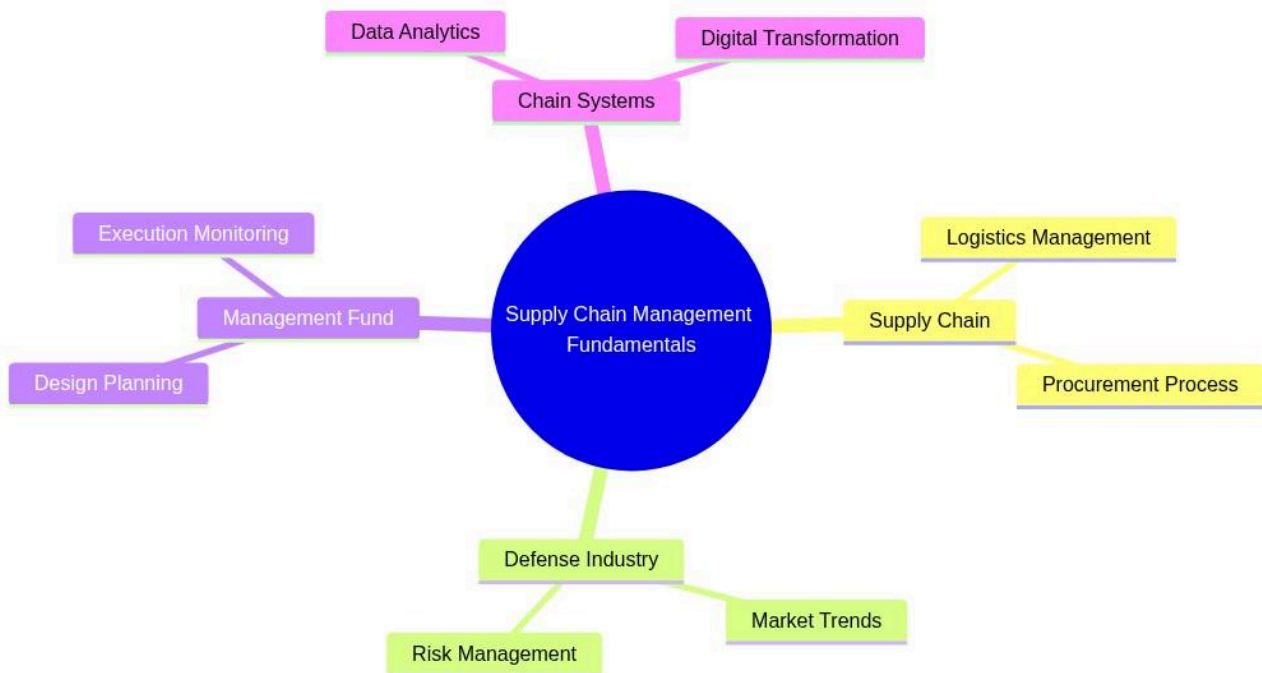 Data Analytics
Digital Transformation
Chain Systems
Execution Monitoring
Logistics Management
Management Fund
Supply Chain Management
Fundamentals
Supply Chain
Design Planning
Procurement Process
Defense Industry
Market Trends
Risk Management